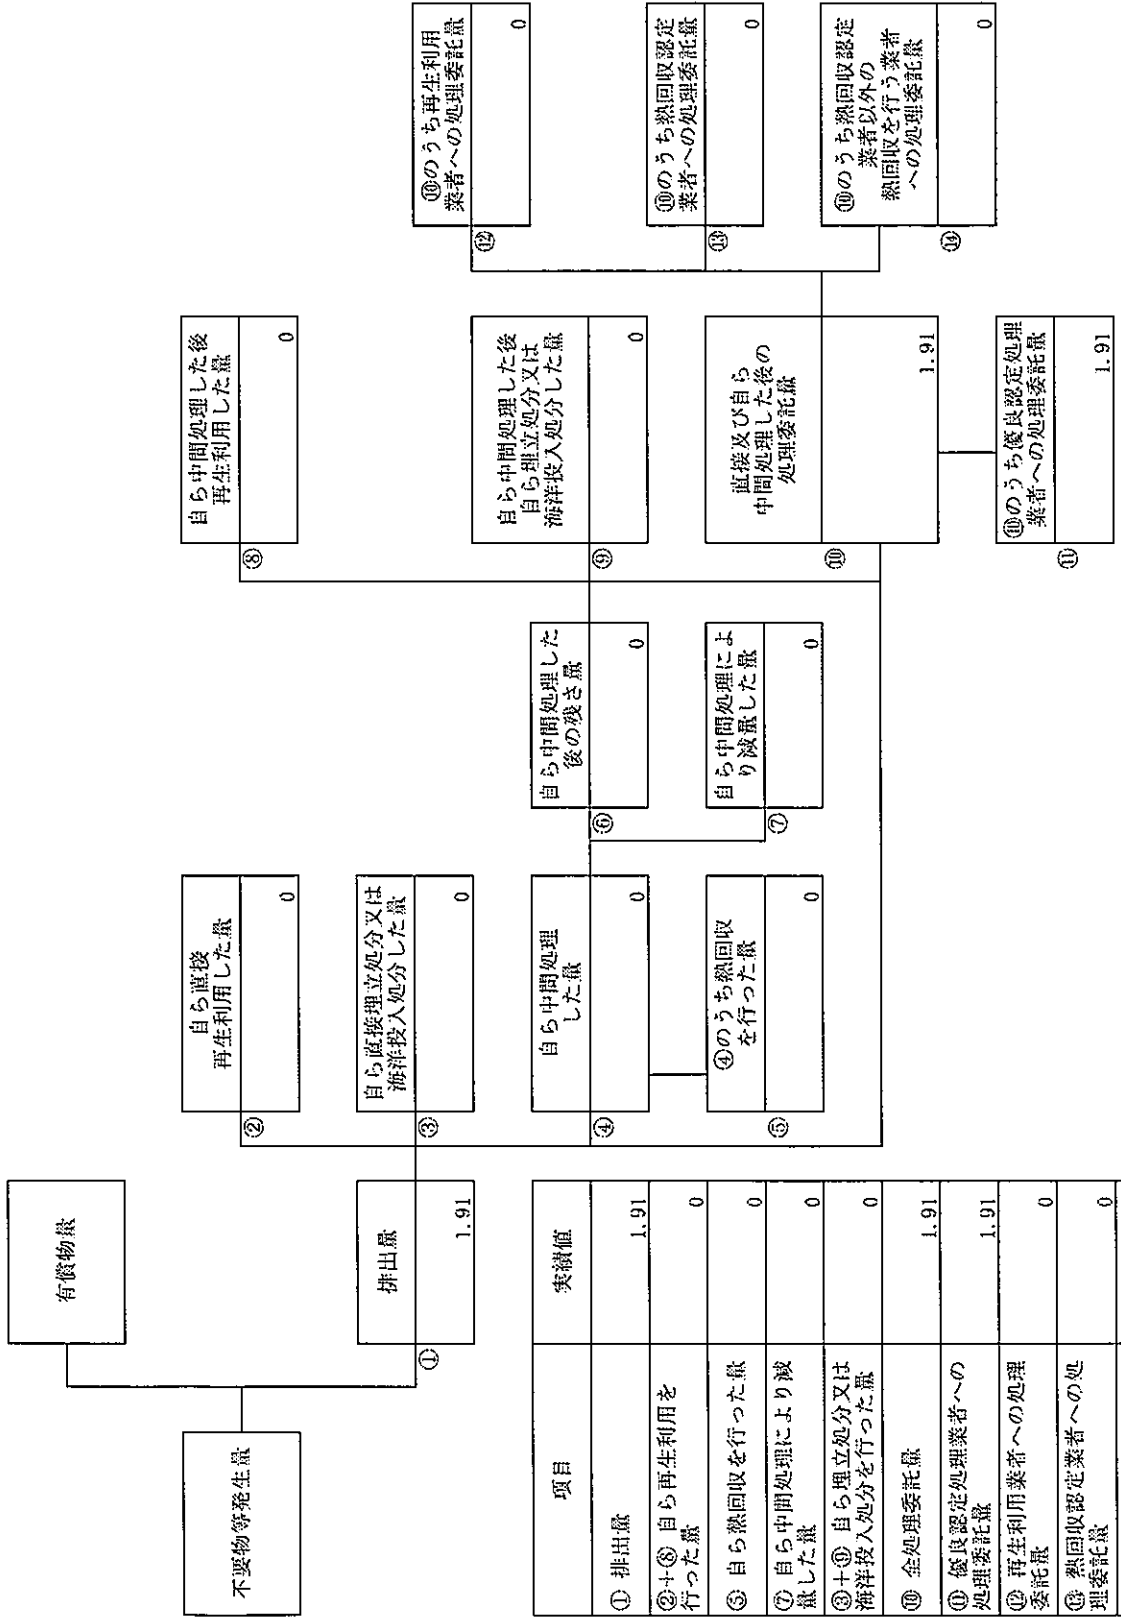 不要物等発生量
有償物量
①
排出量
1.91
②
自ら直接
再生利用した量
0
③
自ら直接埋立処分又は
海洋投入処分した量
0
④
自ら中間処理
した量
0
⑤
④のうち熱回収
を行った量
0
⑥
自ら中間処理した
後の残さ量
0
⑦
自ら中間処理によ
り減量した量
0
⑧
自ら中間処理した後
再生利用した量
0
⑨
自ら中間処理した後
自ら埋立処分又は
海洋投入処分した量
0
⑩
直接及び自ら
中間処理した後の
処理委託量
1.91
⑪
⑩のうち優良認定処理
業者への処理委託量
1.91
⑫
⑩のうち再生利用
業者への処理委託量
0
⑬
⑩のうち熱回収認定
業者への処理委託量
0
⑭
⑩のうち熱回収認定
業者以外の
熱回収を行う業者
への処理委託量
0
項目 実績値
① 排出量 1.91
②+⑧ 自ら再生利用を
行った量 0
⑤ 自ら熱回収を行った量 0
⑦ 自ら中間処理により減
量した量 0
③+⑨ 自ら埋立処分又は
海洋投入処分を行った量 0
⑩ 全処理委託量 1.91
⑪ 優良認定処理業者への
処理委託量 1.91
⑫ 再生利用業者への処理
委託量 0
⑬ 熱回収認定業者への処
理委託量 0